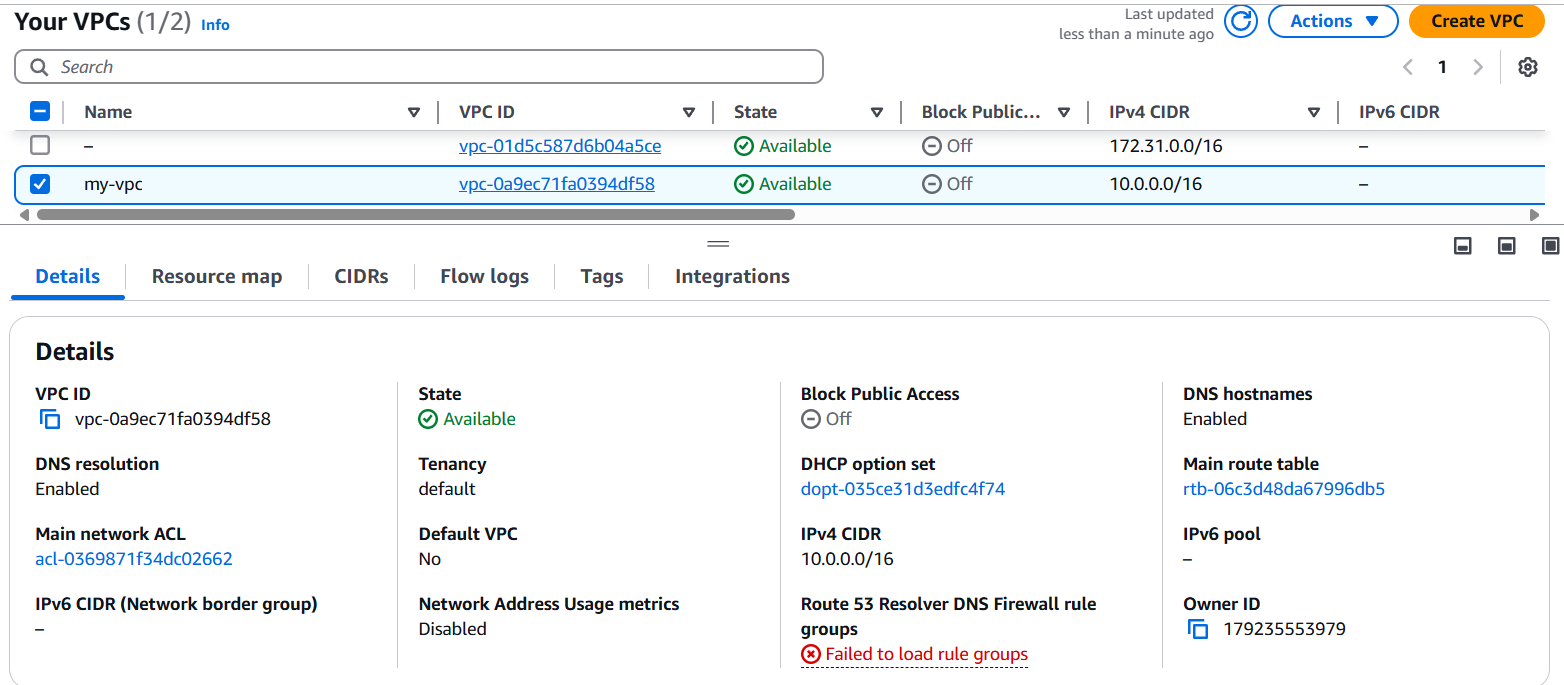 Your VPCs (1/2) Info
Last updated
less than a minute ago
Actions
Create VPC
Search
1
Name VPC ID State Block Public... IPv4 CIDR IPv6 CIDR
– vpc-01d5c587d6b04a5ce Available Off 172.31.0.0/16 –
my-vpc vpc-0a9ec71fa0394df58 Available Off 10.0.0.0/16 –
Details Resource map CIDRs Flow logs Tags Integrations
Details
VPC ID
vpc-0a9ec71fa0394df58
State
Available
Block Public Access
Off
DNS hostnames
Enabled
DNS resolution
Enabled
Tenancy
default
DHCP option set
dopt-035ce31d3edfc4f74
Main route table
rtb-06c3d48da67996db5
Main network ACL
acl-0369871f34dc02662
Default VPC
No
IPv4 CIDR
10.0.0.0/16
IPv6 pool
–
IPv6 CIDR (Network border group)
–
Network Address Usage metrics
Disabled
Route 53 Resolver DNS Firewall rule
groups
Failed to load rule groups
Owner ID
179235553979